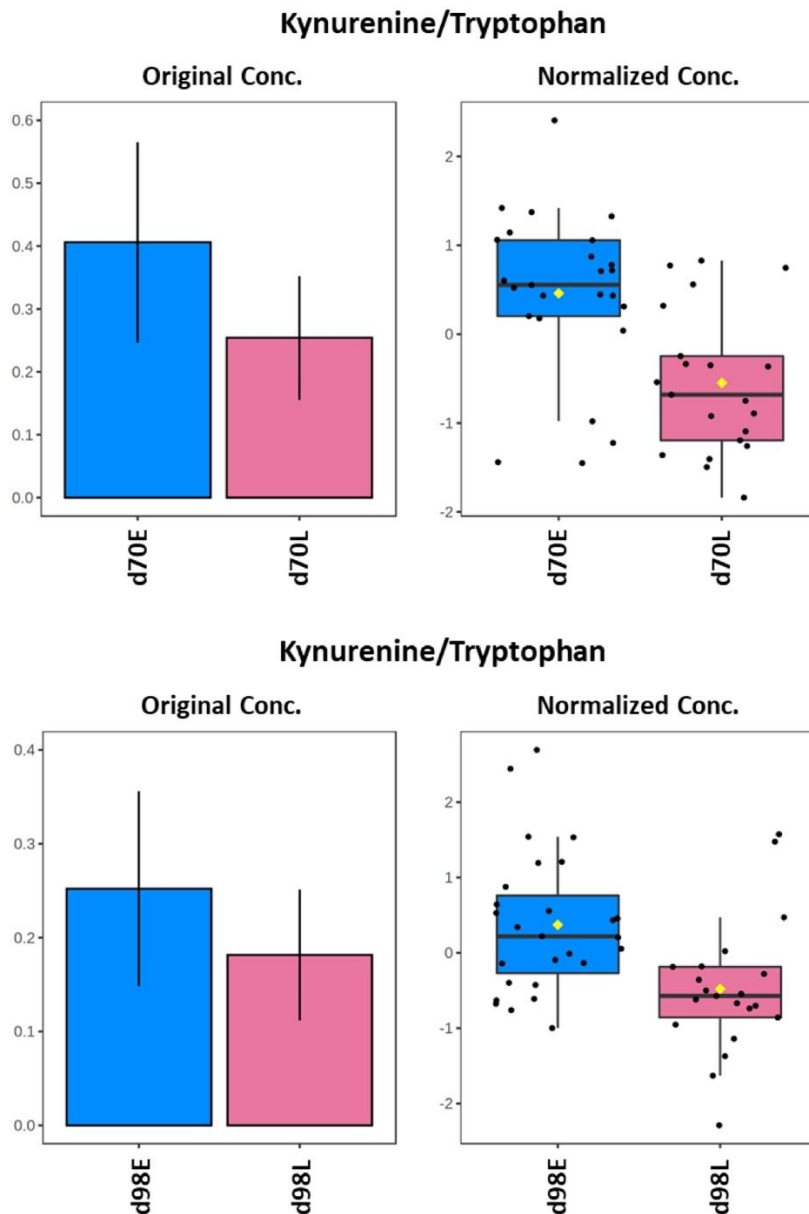 Kynurenine/Tryptophan
Original Conc.
Normalized Conc.
0.6
0.5
0.4
0.3
0.2
0.1
0.0
2
1
0
-1
-2
d70E
d70L
d70E
d70L
Kynurenine/Tryptophan
Original Conc.
Normalized Conc.
0.4
0.3
0.2
0.1
0.0
2
1
0
-1
-2
d98E
d98L
d98E
d98L